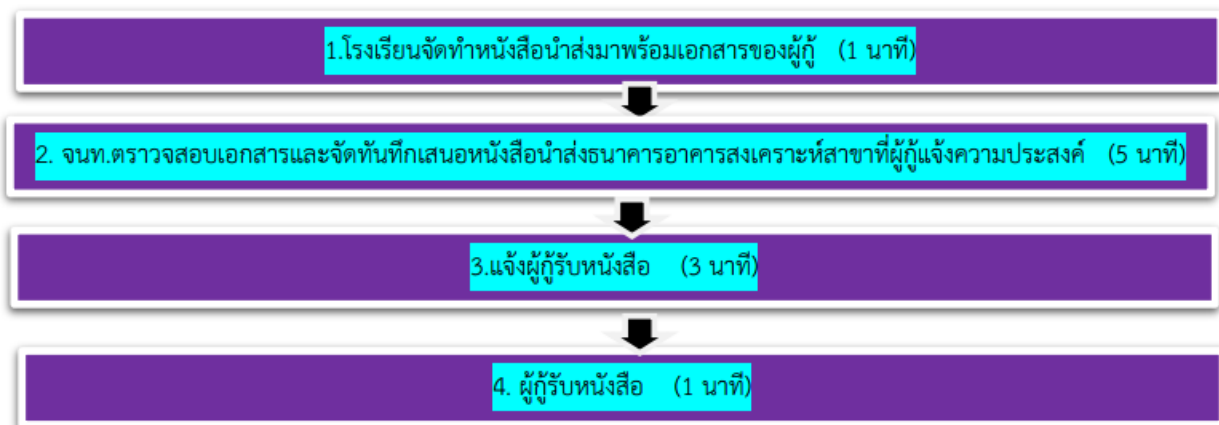 1.โรงเรียนจัดทำหนังสือนำส่งมาพร้อมเอกสารของผู้กู้ (1 นาที)
2. จนท.ตราวจสอบเอกสารและจัดทันทึกเสนอหนังสือนำส่งธนาคารอาคารสงเคราะห์สาขาที่ผู้กู้แจ้งความประสงค์ (5 นาที)
3.แจ้งผู้กู้รับหนังสือ (3 นาที)
4. ผู้กู้รับหนังสือ (1 นาที)